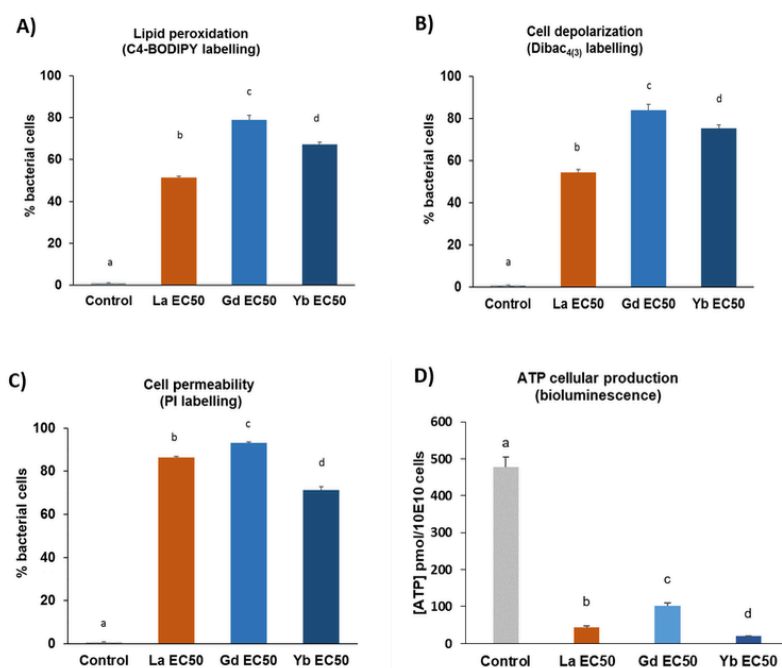 A)
Lipid peroxidation
(C4-BODIPY labelling)
% bacterial cells
100
80
60
40
20
0
a
b
c
d
Control La EC50 Gd EC50 Yb EC50
B)
Cell depolarization
(Dibac4(3) labelling)
% bacterial cells
100
80
60
40
20
0
a
b
c
d
Control La EC50 Gd EC50 Yb EC50
C)
Cell permeability
(PI labelling)
% bacterial cells
100
80
60
40
20
0
a
b
c
d
Control La EC50 Gd EC50 Yb EC50
D)
ATP cellular production
(bioluminescence)
[ATP] pmol/10E10 cells
600
500
400
300
200
100
0
a
b
c
d
Control La EC50 Gd EC50 Yb EC50